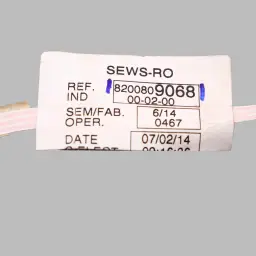 SEWS-RO
REF. 8200809068
IND 00-02-00
SEM/FAB. 6/14
OPER. 0467
DATE 07/02/14